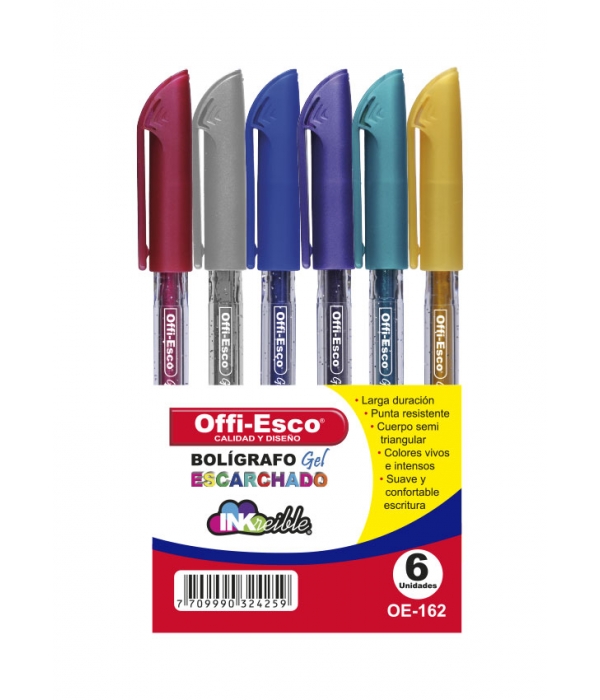 Offi-Esco
Offi-Esco
Offi-Esco
Offi-Esco
Offi-Esco
Offi-Esco
Offi-Esco®
CALIDAD Y DISEÑO
BOLÍGRAFO Gel
ESCARCHADO
INKreible
• Larga duración
• Punta resistente
• Cuerpo semi
triangular
• Colores vivos
e intensos
• Suave y
confortable
escritura
6
Unidades
OE-162
7 709990 324259